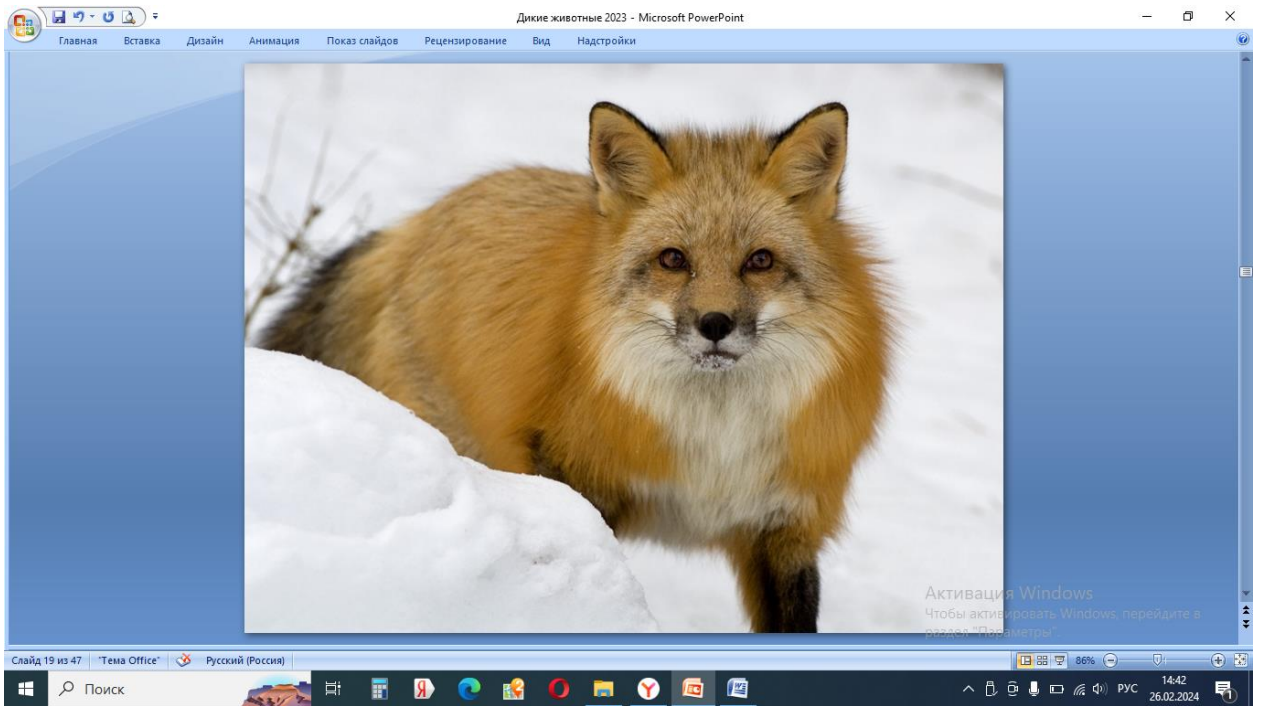 Дикие животные 2023 - Microsoft PowerPoint
Главная Вставка Дизайн Анимация Показ слайдов Рецензирование Вид Надстройки
Активация Windows
Чтобы активировать Windows, перейдите в
раздел "Параметры".
Слайд 19 из 47 "Тема Office" Русский (Россия) 86%
Поиск
РУС
14:42
26.02.2024